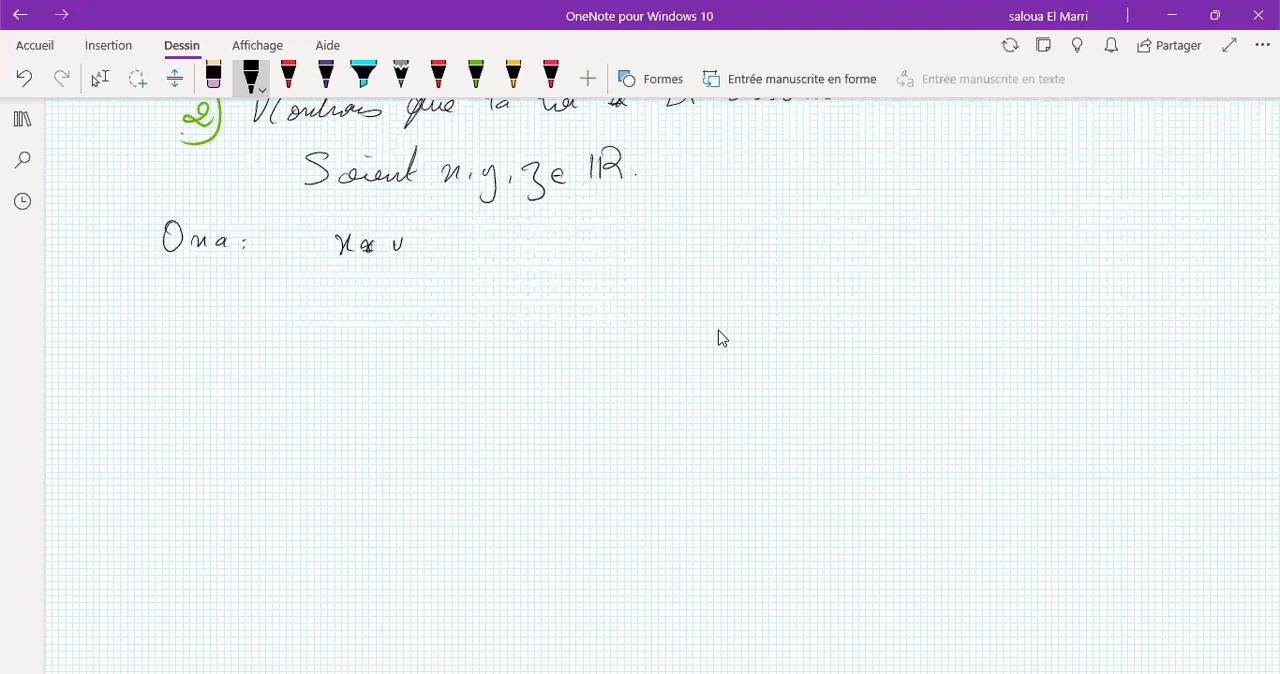 OneNote pour Windows 10
saloua El Marri
Accueil Insertion Dessin Affichage Aide
Partager
Formes
Entrée manuscrite en forme
Entrée manuscrite en texte
2) Montrons que la
Soient x, y, z ∈ IR.
On a : x *